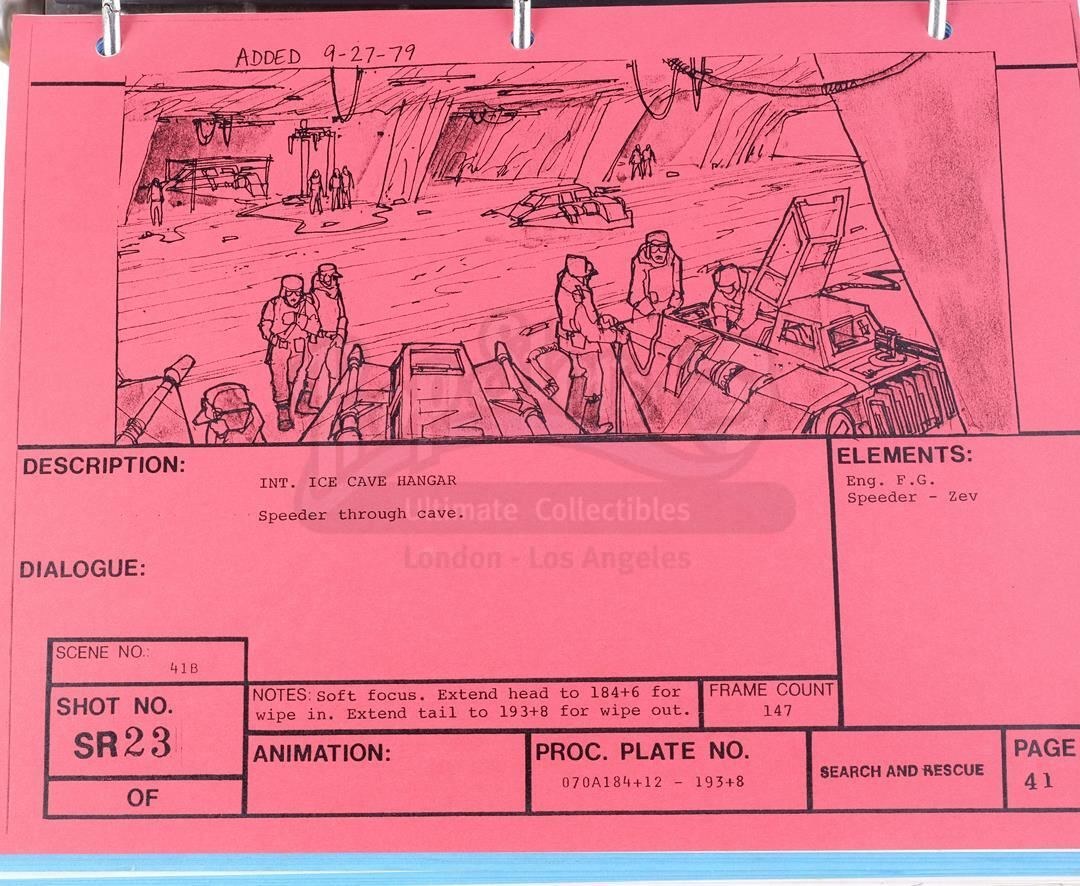 ADDED 9-27-79
DESCRIPTION:
INT. ICE CAVE HANGAR
Speeder through cave.
ELEMENTS:
Eng. F.G.
Speeder - Zev
Ultimate Collectibles
London - Los Angeles
DIALOGUE:
SCENE NO.:
41B
SHOT NO.
SR23
OF
NOTES: Soft focus. Extend head to 184+6 for
wipe in. Extend tail to 193+8 for wipe out.
FRAME COUNT
147
ANIMATION:
PROC. PLATE NO.
070A184+12 - 193+8
SEARCH AND RESCUE
PAGE
41